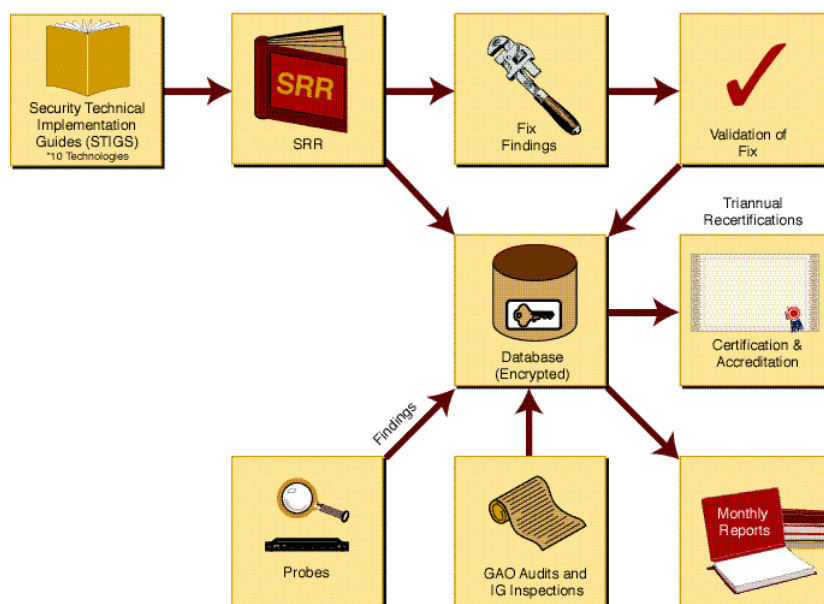 Security Technical
Implementation
Guides (STIGS)
*10 Technologies
SRR
SRR
Fix
Findings
Validation of
Fix
Triannual
Recertifications
Database
(Encrypted)
Certification &
Accreditation
Findings
Probes
GAO Audits and
IG Inspections
Monthly
Reports